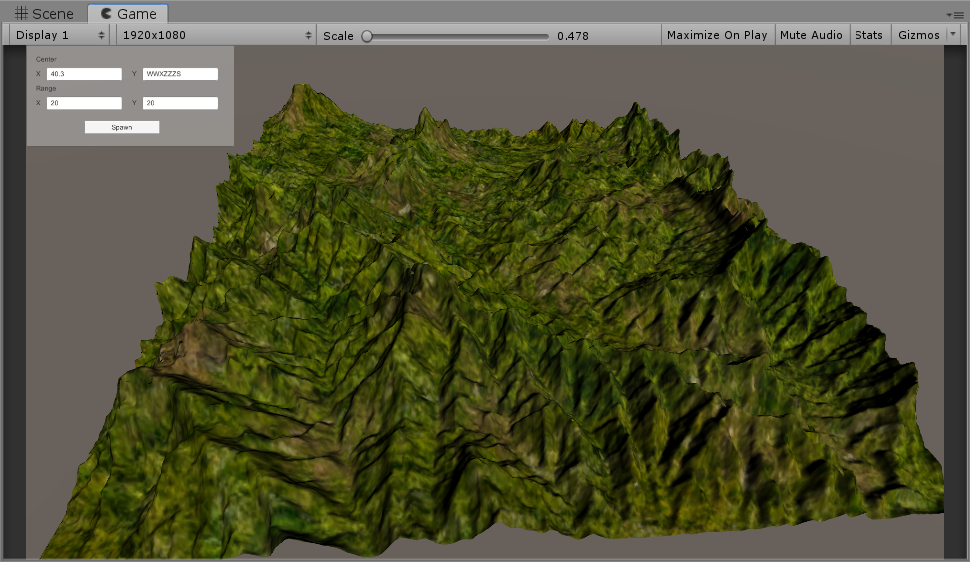 Scene Game
Display 1 1920x1080 Scale 0.478 Maximize On Play Mute Audio Stats Gizmos
Center
X 40.3 Y WWXZZZS
Range
X 20 Y 20
Spawn